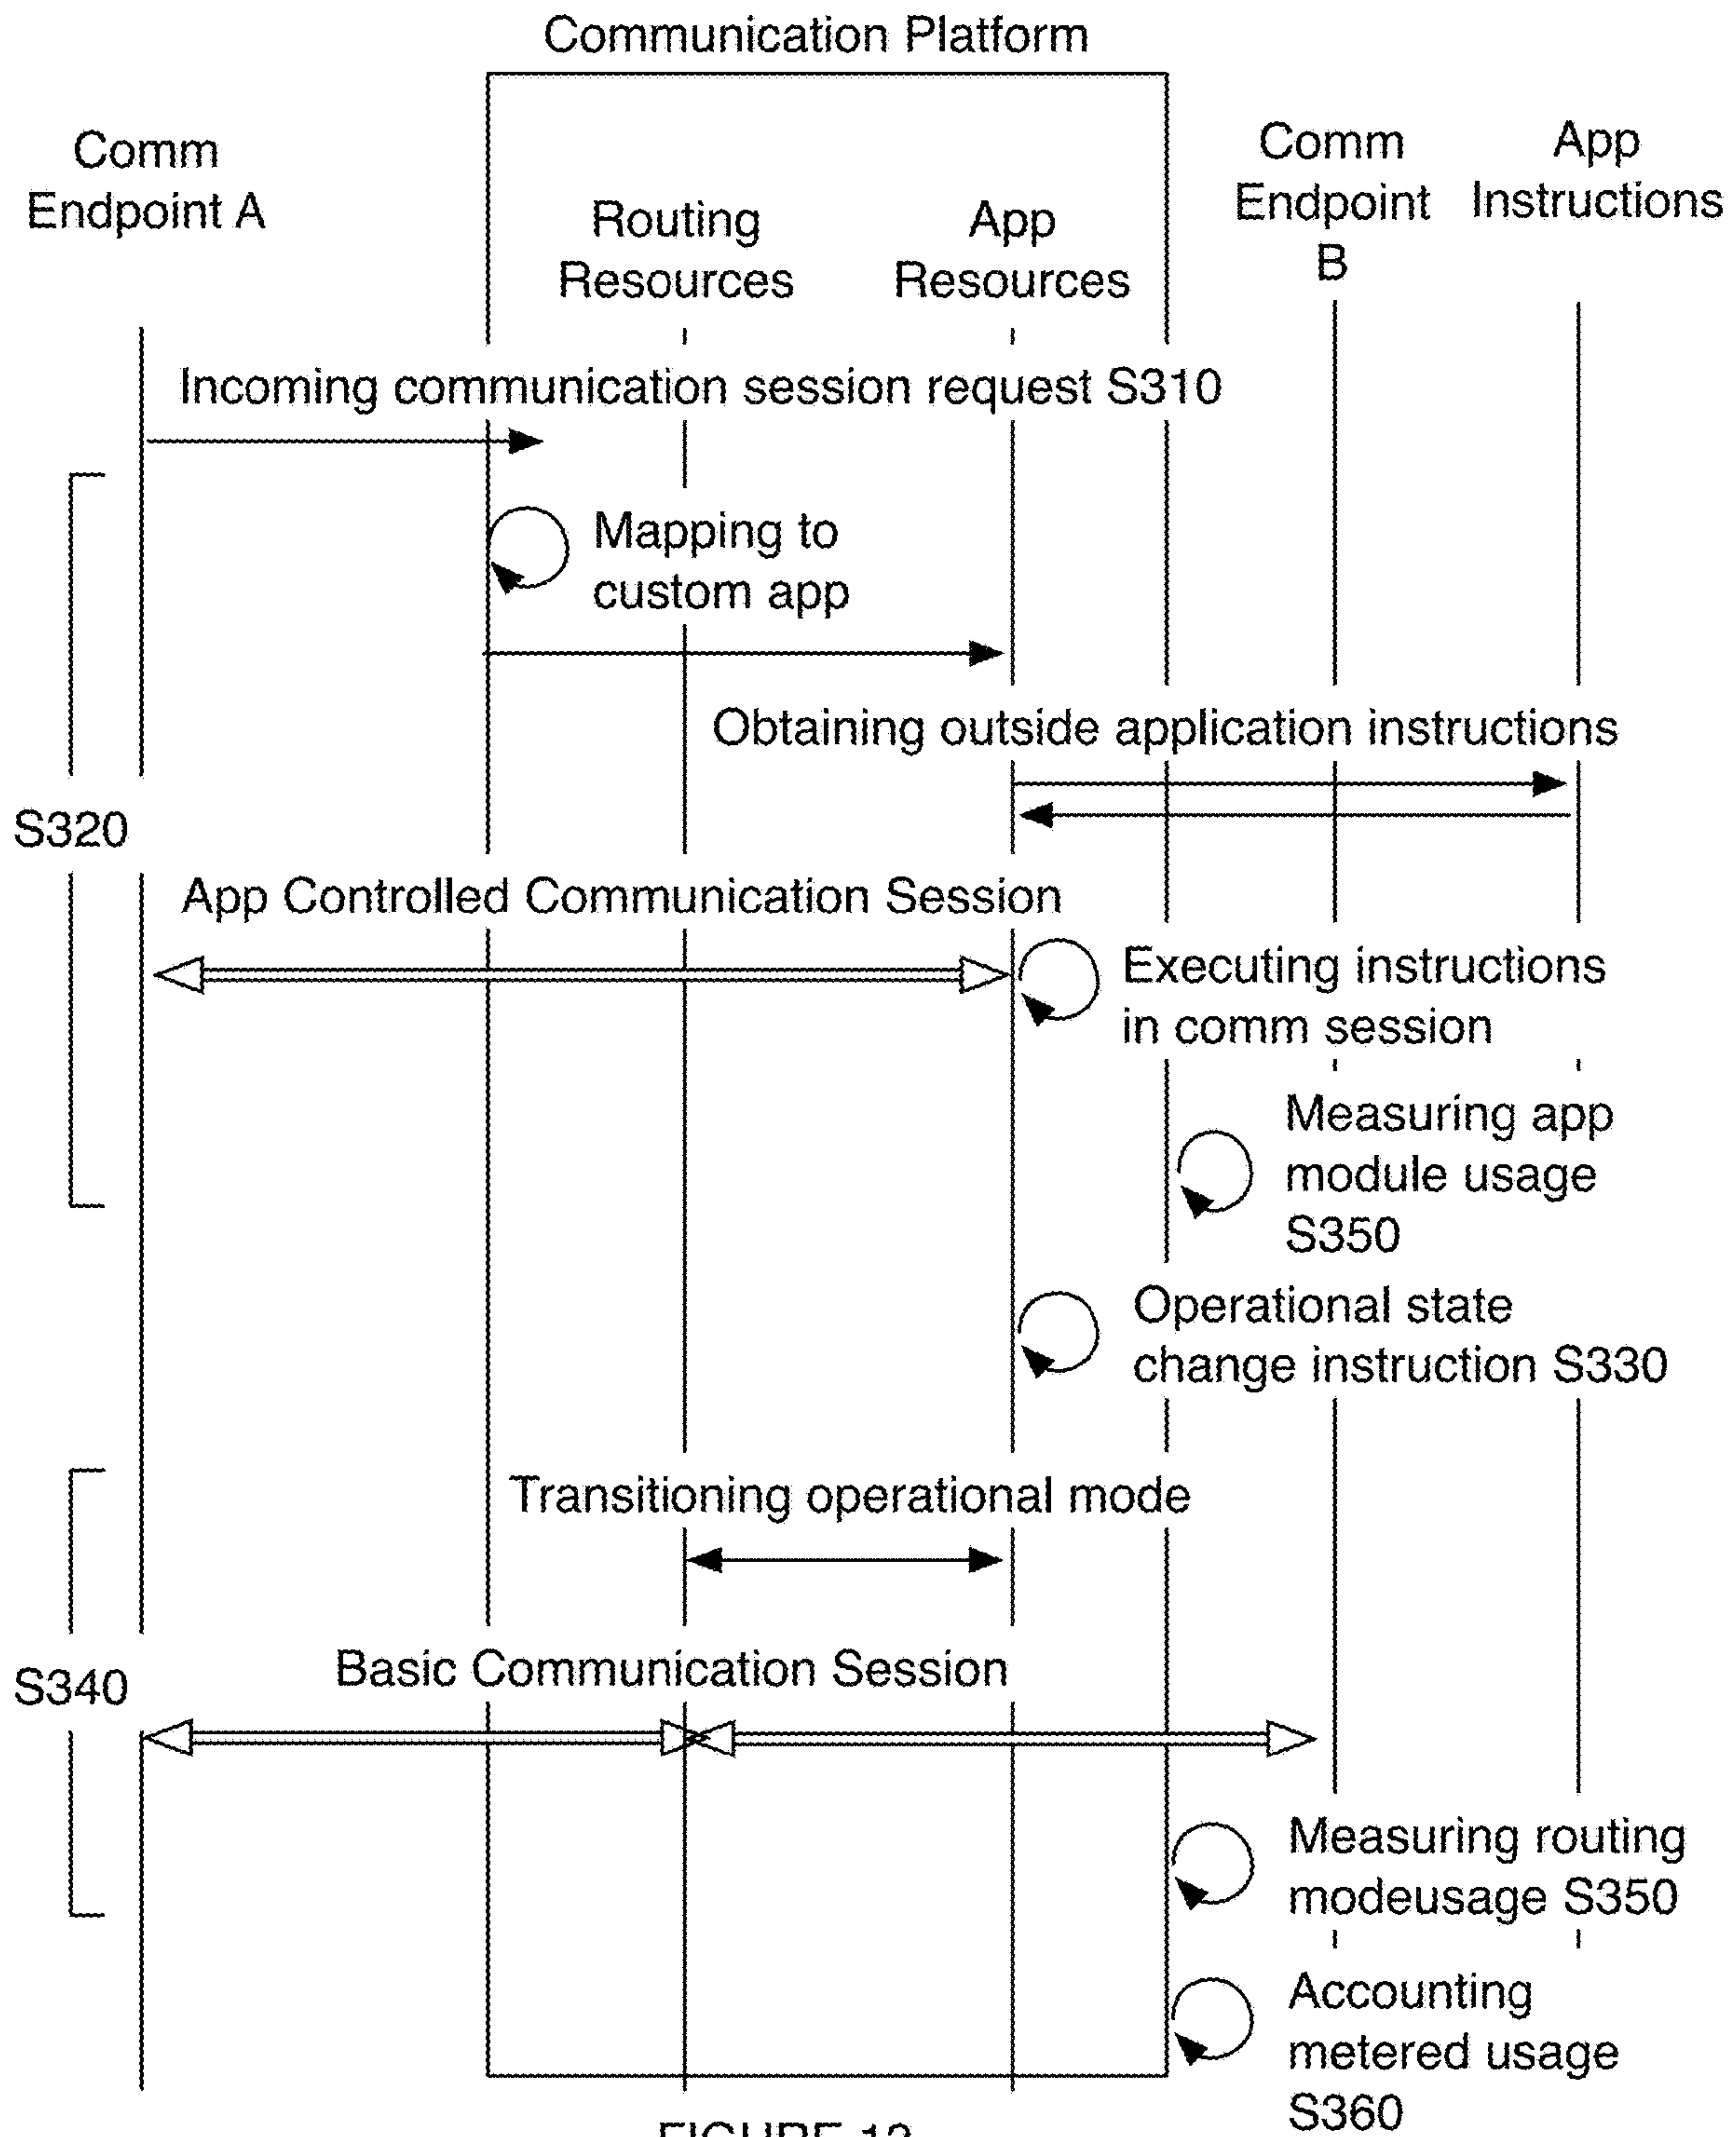 Communication Platform
Comm
Endpoint A
Routing
Resources
App
Resources
Comm
Endpoint
B
App
Instructions
Incoming communication session request S310
Mapping to
custom app
Obtaining outside application instructions
S320
App Controlled Communication Session
Executing instructions
in comm session
Measuring app
module usage
S350
Operational state
change instruction S330
Transitioning operational mode
S340
Basic Communication Session
Measuring routing
modeusage S350
Accounting
metered usage
S360